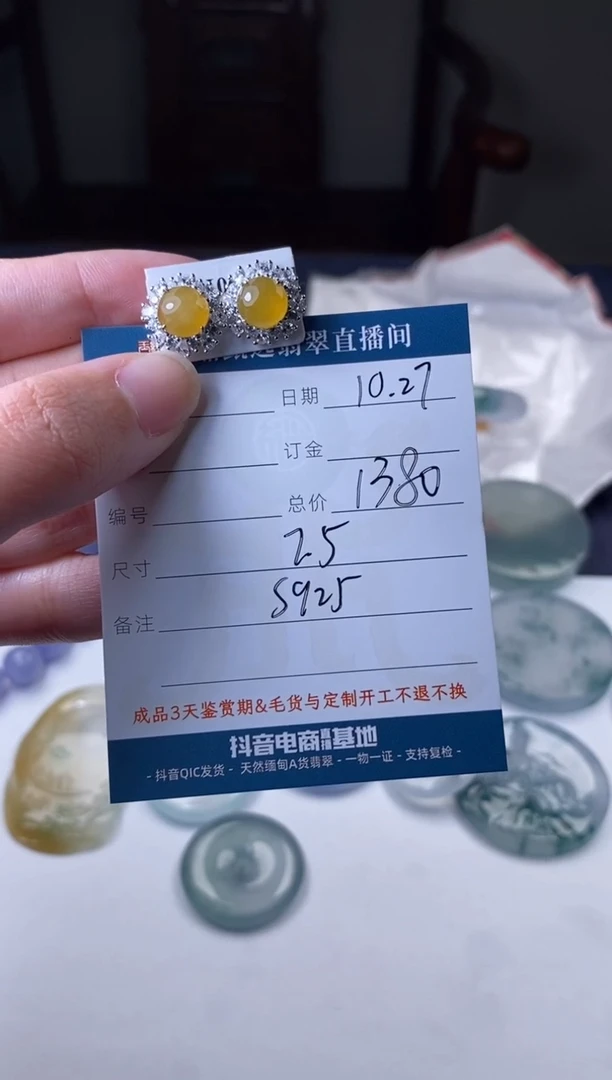 翠直播间
日期 10.27
订金
编号 总价 1380
尺寸 7.5
备注 S925
成品3天鉴赏期&毛货与定制开工不退不换
抖音电商直播基地
- 抖音QIC发货 - 天然缅甸A货翡翠 - 一物一证 - 支持复检 -